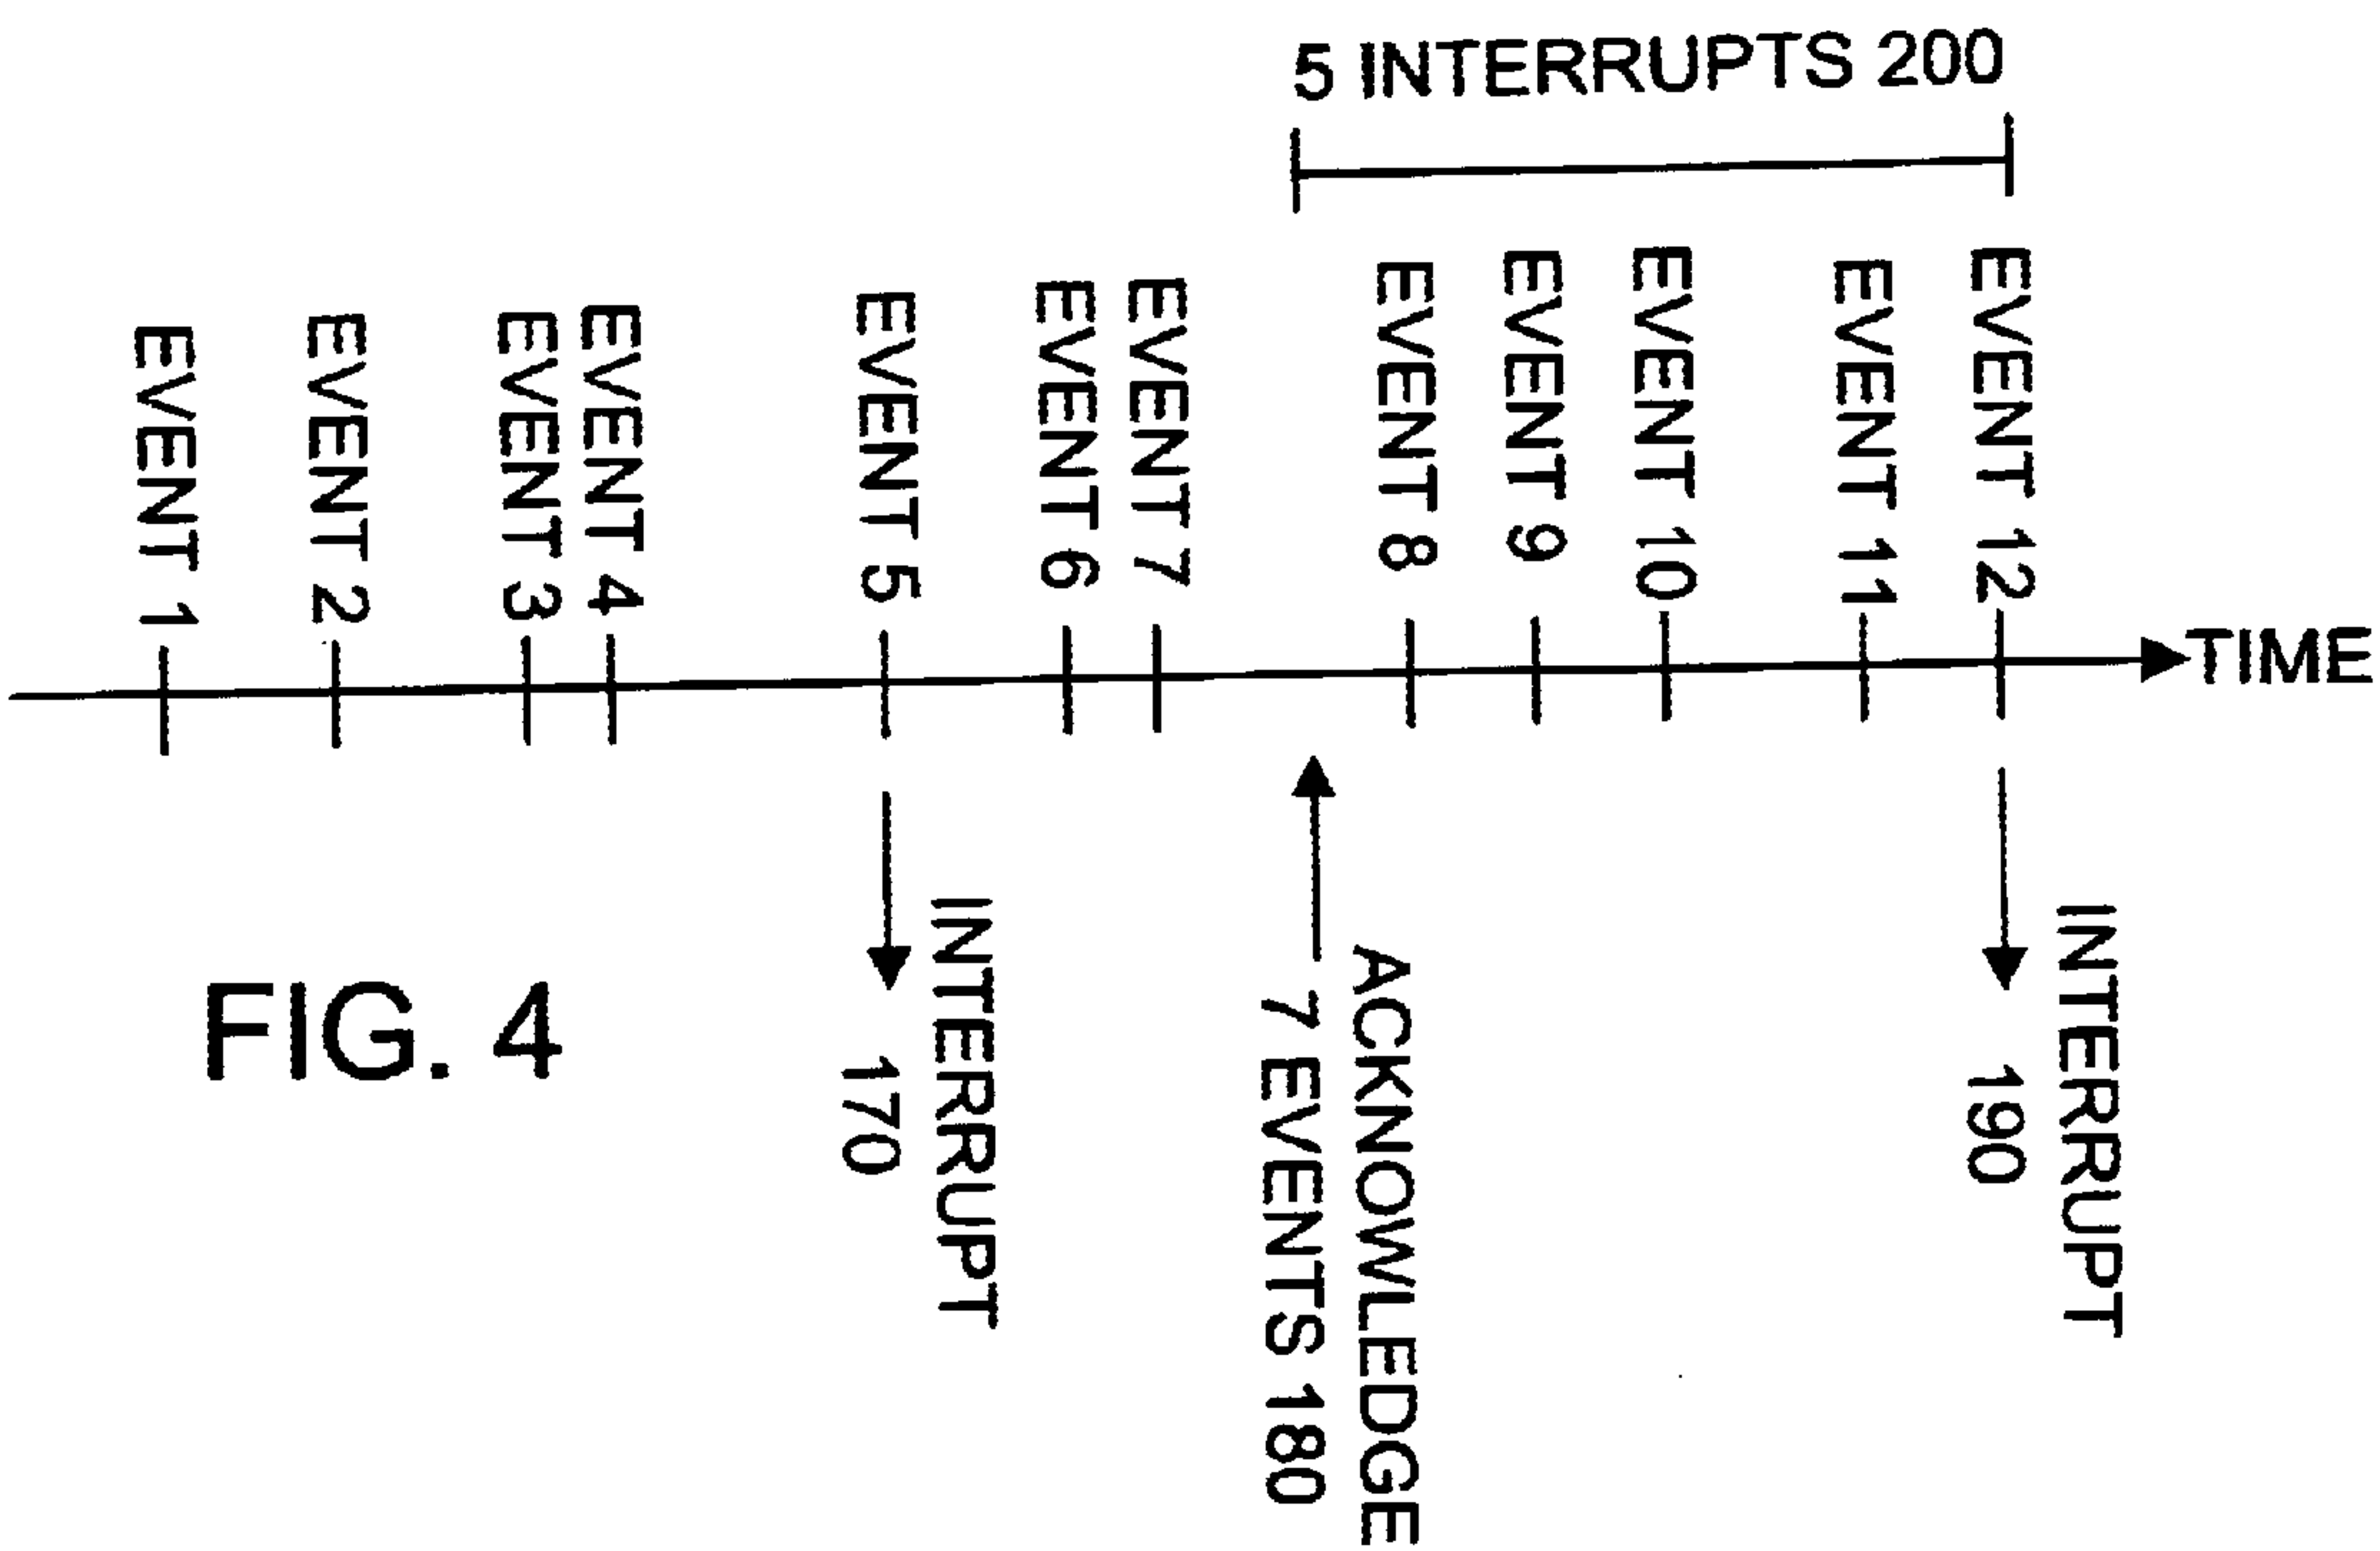 5 INTERRUPTS 200
EVENT 1
EVENT 2
EVENT 3
EVENT 4
EVENT 5
EVENT 6
EVENT 7
EVENT 8
EVENT 9
EVENT 10
EVENT 11
EVENT 12
TIME
INTERRUPT
170
ACKNOWLEDGE
7 EVENTS 180
INTERRUPT
190
FIG. 4